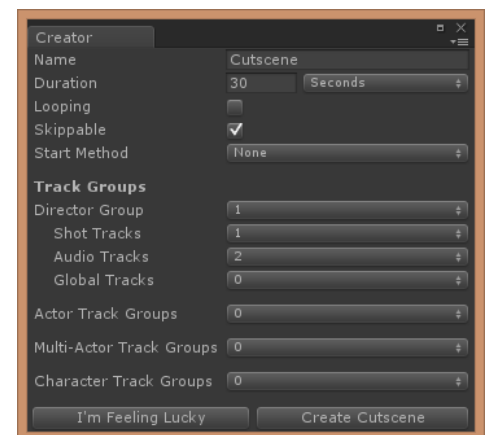 Creator
Name Cutscene
Duration 30 Seconds
Looping
Skippable
Start Method None
Track Groups
Director Group 1
Shot Tracks 1
Audio Tracks 2
Global Tracks 0
Actor Track Groups 0
Multi-Actor Track Groups 0
Character Track Groups 0
I'm Feeling Lucky Create Cutscene